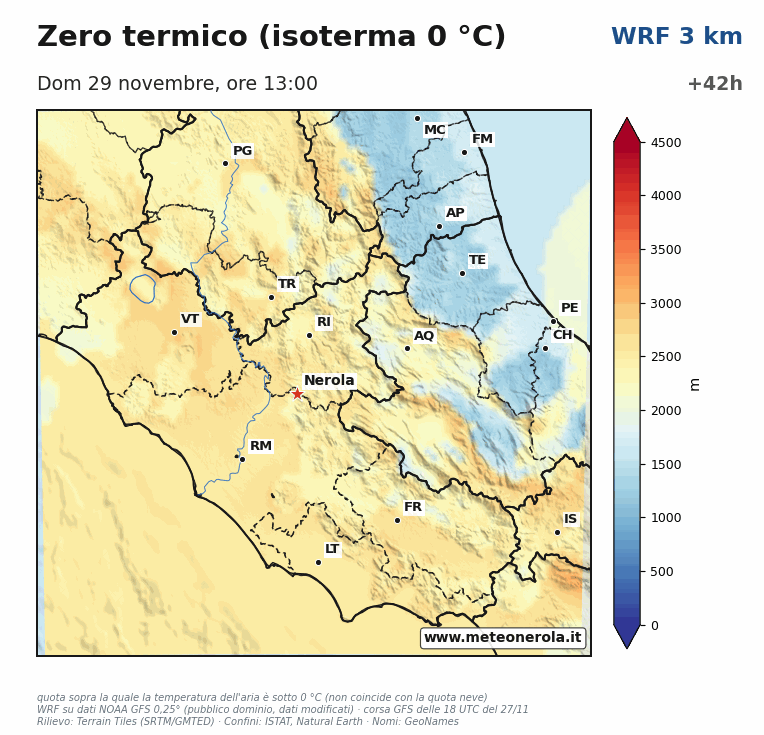 Zero termico (isoterma 0 °C)
WRF 3 km
Dom 29 novembre, ore 13:00
+42h
MC
FM
PG
AP
TE
TR
PE
VT
RI
AQ
CH
Nerola
RM
FR
IS
LT
www.meteonerola.it
4500
4000
3500
3000
2500
2000
1500
1000
500
0
m
quota sopra la quale la temperatura dell'aria è sotto 0 °C (non coincide con la quota neve)
WRF su dati NOAA GFS 0,25° (pubblico dominio, dati modificati) · corsa GFS delle 18 UTC del 27/11
Rilievo: Terrain Tiles (SRTM/GMTED) · Confini: ISTAT, Natural Earth · Nomi: GeoNames